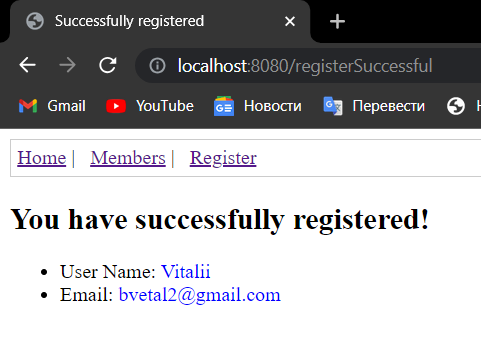 Successfully registered
localhost:8080/registerSuccessful
Gmail YouTube Новости Перевести
Home | Members | Register
You have successfully registered!
User Name: Vitalii
Email: bvetal2@gmail.com